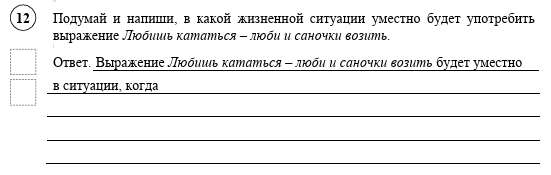 12 Подумай и напиши, в какой жизненной ситуации уместно будет употребить
выражение Любишь кататься – люби и саночки возить.
Ответ. Выражение Любишь кататься – люби и саночки возить будет уместно
в ситуации, когда